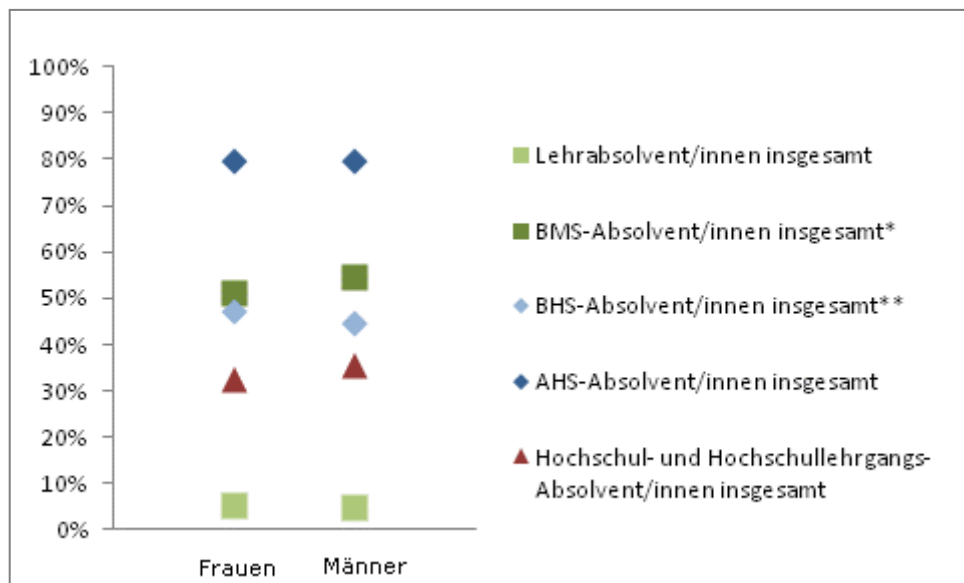 100%
90%
80%
70%
60%
50%
40%
30%
20%
10%
0%
Frauen Männer
Lehrabsolvent/innen insgesamt
BMS-Absolvent/innen insgesamt*
BHS-Absolvent/innen insgesamt**
AHS-Absolvent/innen insgesamt
Hochschul- und Hochschullehrgangs-
Absolvent/innen insgesamt